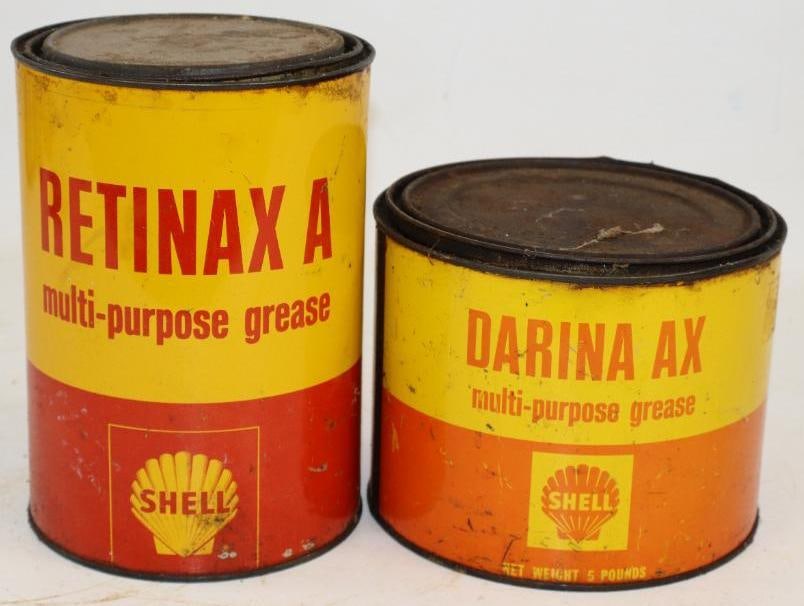 RETINAX A
multi-purpose grease
SHELL
DARINA AX
multi-purpose grease
SHELL
NET WEIGHT 5 POUNDS